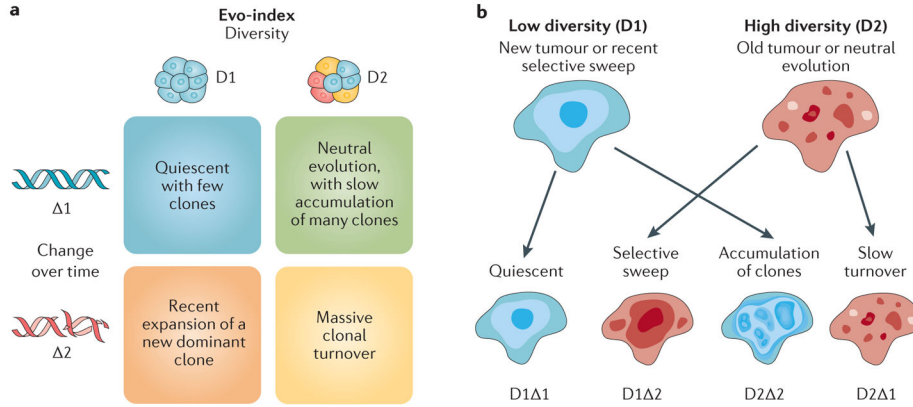 a
Evo-index
Diversity
D1
D2
Δ1
Change
over time
Δ2
Quiescent
with few
clones
Neutral
evolution,
with slow
accumulation
of many clones
Recent
expansion of a
new dominant
clone
Massive
clonal
turnover
b
Low diversity (D1)
New tumour or recent
selective sweep
High diversity (D2)
Old tumour or neutral
evolution
Quiescent
Selective
sweep
Accumulation
of clones
Slow
turnover
D1Δ1
D1Δ2
D2Δ2
D2Δ1